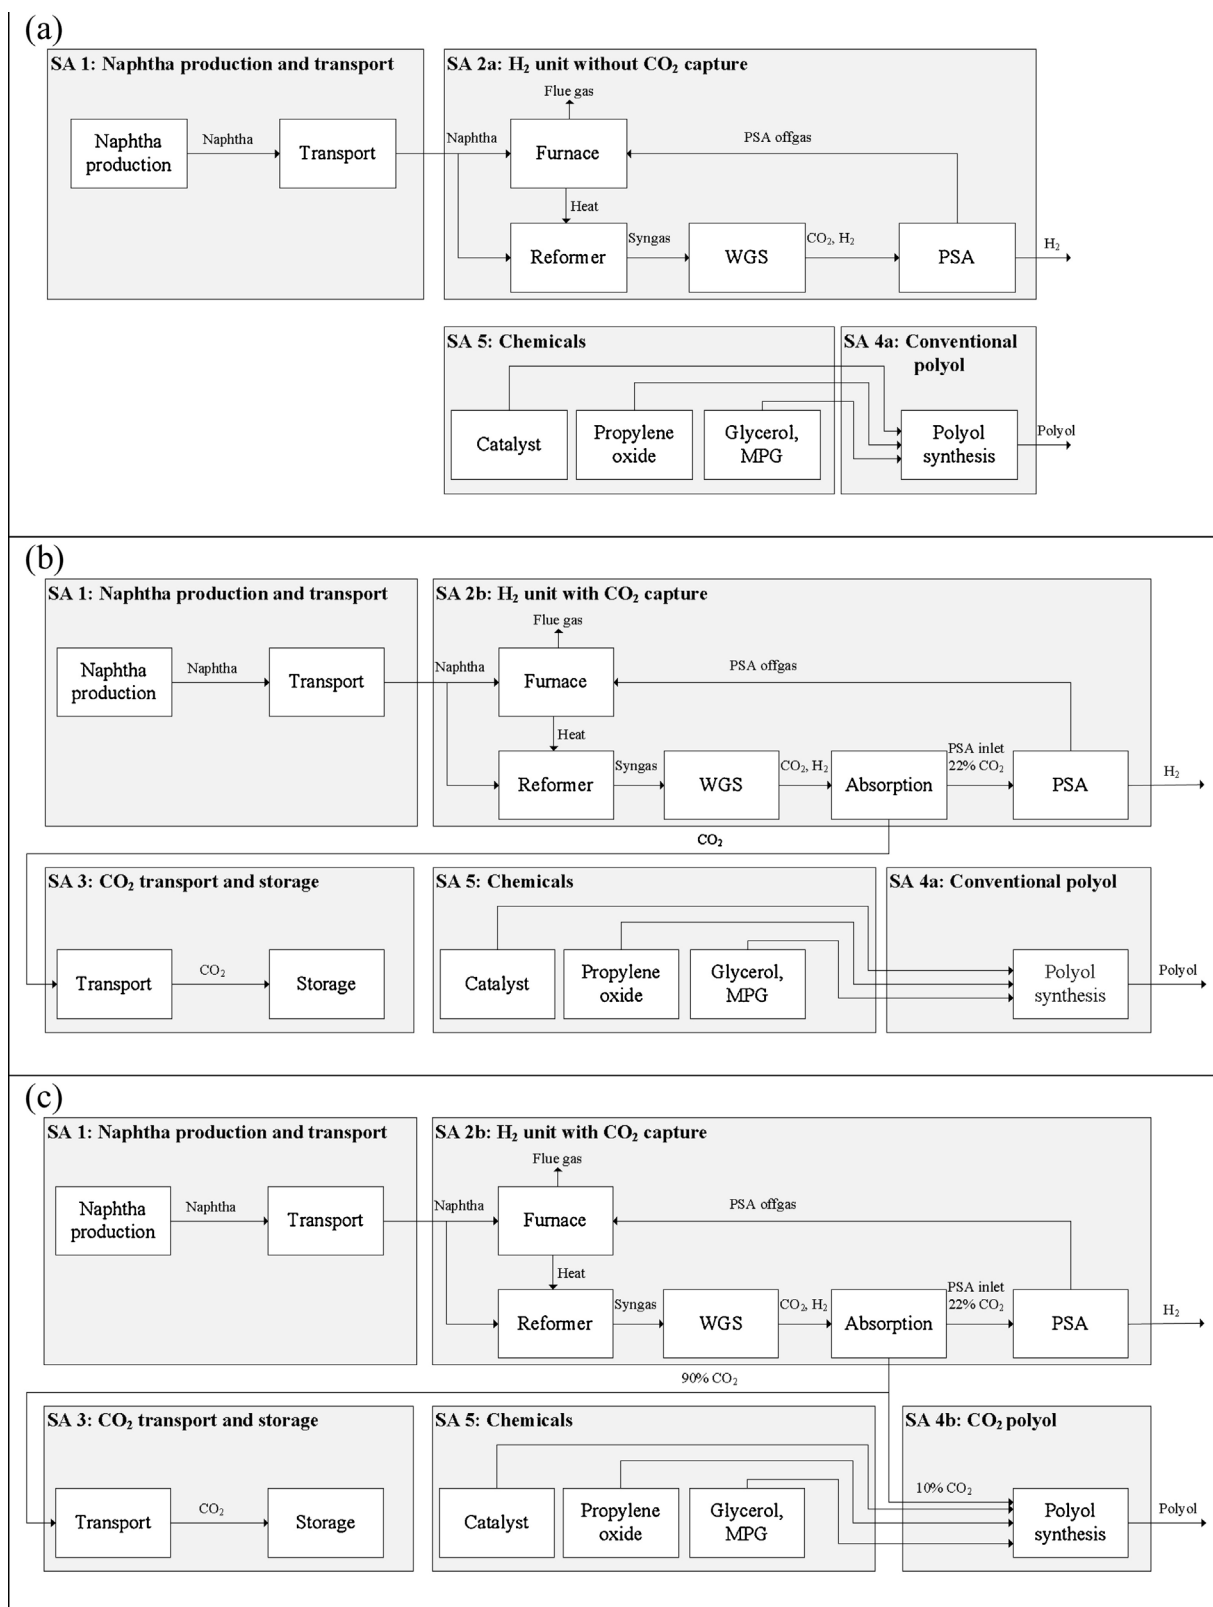 (a)
SA 1: Naphtha production and transport
SA 2a: H₂ unit without CO₂ capture
Flue gas
Naphtha
production
Naphtha
Transport
Naphtha
Furnace
PSA offgas
Heat
Reformer
Syngas
WGS
CO₂, H₂
PSA
H₂
SA 5: Chemicals
SA 4a: Conventional
polyol
Catalyst
Propylene
oxide
Glycerol,
MPG
Polyol
synthesis
Polyol
(b)
SA 1: Naphtha production and transport
SA 2b: H₂ unit with CO₂ capture
Flue gas
Naphtha
production
Naphtha
Transport
Naphtha
Furnace
PSA offgas
Heat
Reformer
Syngas
WGS
CO₂, H₂
Absorption
PSA inlet
22% CO₂
PSA
H₂
CO₂
SA 3: CO₂ transport and storage
SA 5: Chemicals
SA 4a: Conventional polyol
Transport
CO₂
Storage
Catalyst
Propylene
oxide
Glycerol,
MPG
Polyol
synthesis
Polyol
(c)
SA 1: Naphtha production and transport
SA 2b: H₂ unit with CO₂ capture
Flue gas
Naphtha
production
Naphtha
Transport
Naphtha
Furnace
PSA offgas
Heat
Reformer
Syngas
WGS
CO₂, H₂
Absorption
PSA inlet
22% CO₂
PSA
H₂
90% CO₂
SA 3: CO₂ transport and storage
SA 5: Chemicals
SA 4b: CO₂ polyol
10% CO₂
Transport
CO₂
Storage
Catalyst
Propylene
oxide
Glycerol,
MPG
Polyol
synthesis
Polyol